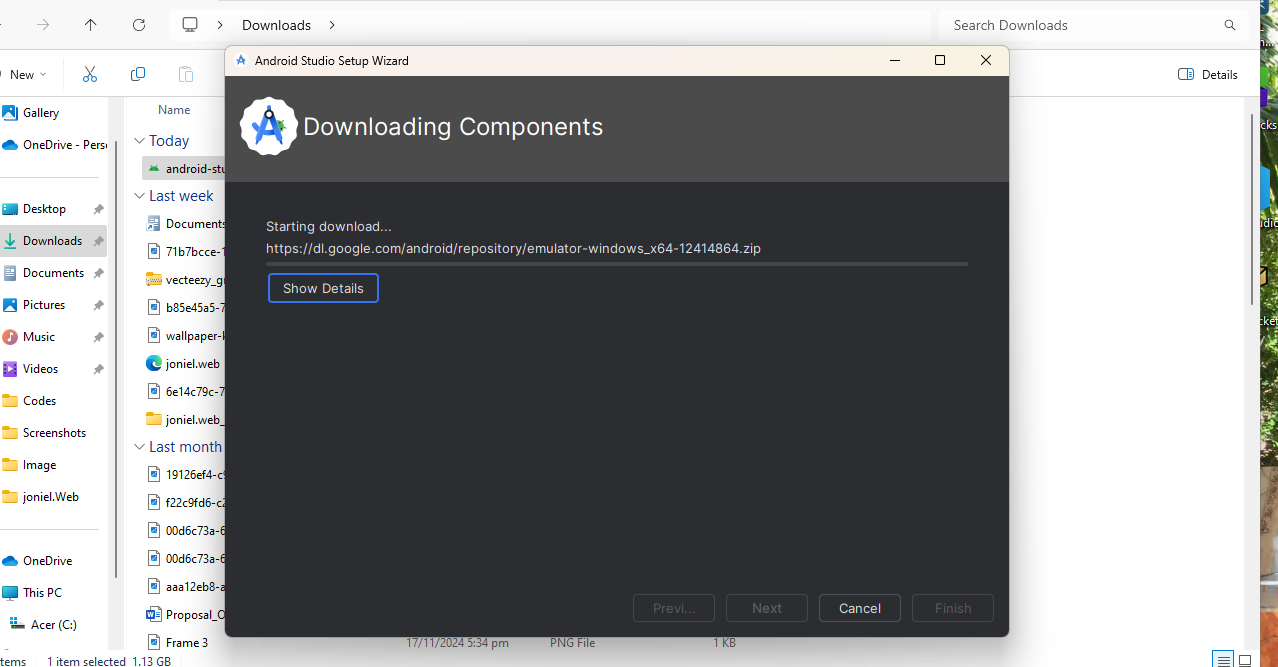 Downloads
Search Downloads
New
Details
Android Studio Setup Wizard
Downloading Components
Starting download...
https://dl.google.com/android/repository/emulator-windows_x64-12414864.zip
Show Details
Previ...
Next
Cancel
Finish
Gallery
OneDrive - Pers
Desktop
Downloads
Documents
Pictures
Music
Videos
Codes
Screenshots
Image
joniel.Web
OneDrive
This PC
Acer (C:)
Name
Today
android-stu
Last week
Documents
71b7bcce-1
vecteezy_gr
b85e45a5-7
wallpaper-k
joniel.web
6e14c79c-7
joniel.web_
Last month
19126ef4-c9
f22c9fd6-c2
00d6c73a-6
00d6c73a-6
aaa12eb8-a
Proposal_O
Frame 3 17/11/2024 5:34 pm PNG File 1 KB
tems 1 item selected 1.13 GB